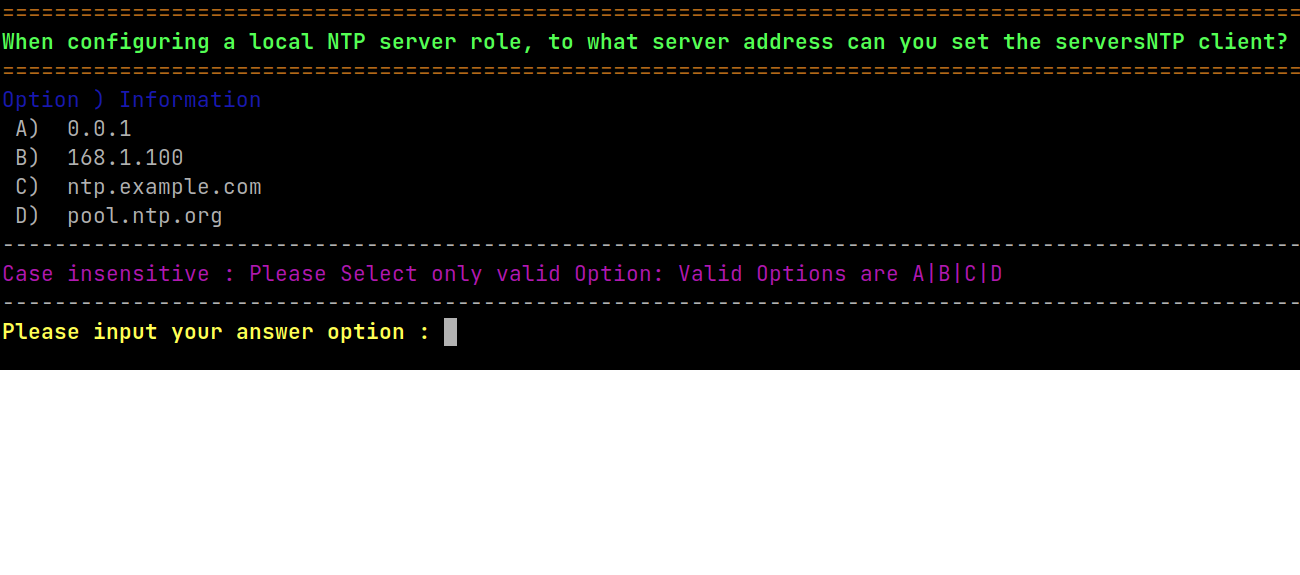 ====================================================================================================
When configuring a local NTP server role, to what server address can you set the serversNTP client?
====================================================================================================
Option ) Information
A) 0.0.1
B) 168.1.100
C) ntp.example.com
D) pool.ntp.org
----------------------------------------------------------------------------------------------------
Case insensitive : Please Select only valid Option: Valid Options are A|B|C|D
----------------------------------------------------------------------------------------------------
Please input your answer option :